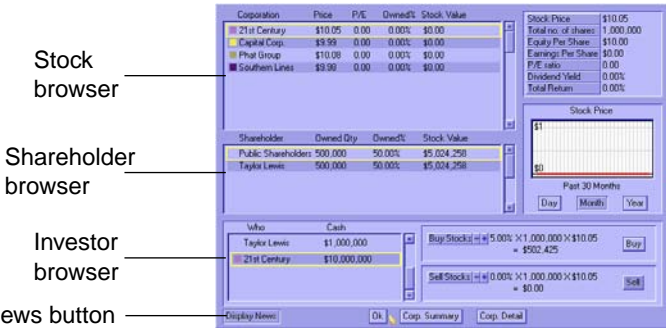 Corporation Price P/E Owned% Stock Value
21st Century $10.05 0.00 0.00% $0.00
Capital Corp. $9.99 0.00 0.00% $0.00
Phat Group $10.08 0.00 0.00% $0.00
Southern Lines $9.98 0.00 0.00% $0.00
Stock Price $10.05
Total no. of shares 1,000,000
Equity Per Share $10.00
Earnings Per Share $0.00
P/E ratio 0.00
Dividend Yield 0.00%
Total Return 0.00%
Stock
browser
Stock Price
$1
$0
Past 30 Months
Day Month Year
Shareholder Owned Qty Owned% Stock Value
Public Shareholders 500,000 50.00% $5,024,258
Taylor Lewis 500,000 50.00% $5,024,258
Shareholder
browser
Who Cash
Taylor Lewis $1,000,000
21st Century $10,000,000
Investor
browser
Buy Stocks - + 5.00% X 1,000,000 X $10.05
= $502,425
Buy
Sell Stocks - + 0.00% X 1,000,000 X $10.05
= $0.00
Sell
ews button
Display News Ok Corp. Summary Corp. Detail